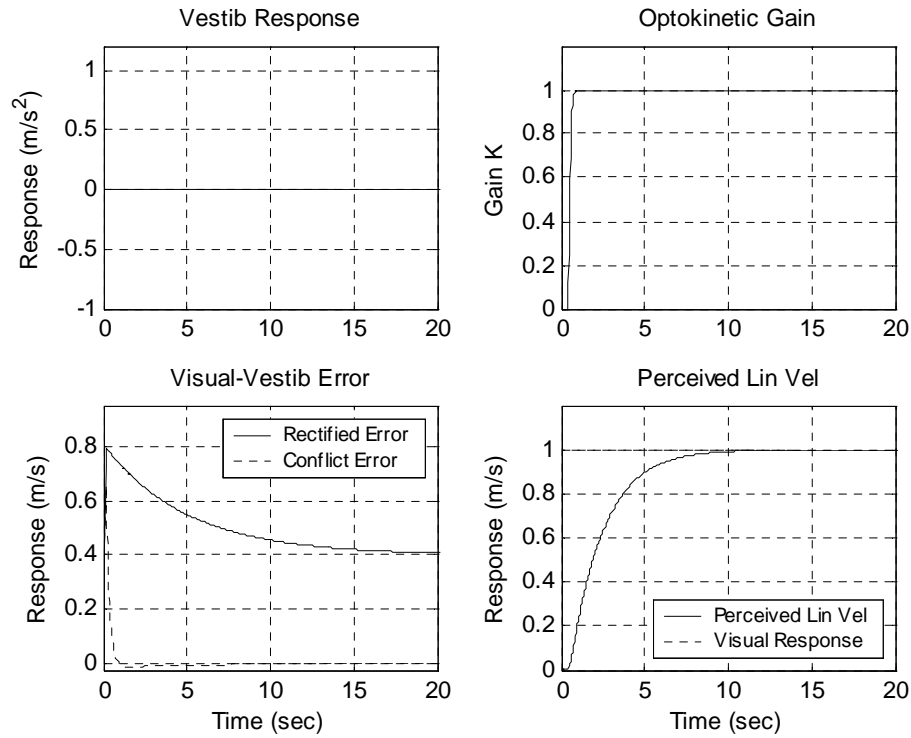 Vestib Response
Response (m/s²)
1
0.5
0
-0.5
-1
0 5 10 15 20
Optokinetic Gain
Gain K
1
0.8
0.6
0.4
0.2
0
0 5 10 15 20
Visual-Vestib Error
Response (m/s)
0.8
0.6
0.4
0.2
0
Rectified Error
Conflict Error
0 5 10 15 20
Time (sec)
Perceived Lin Vel
Response (m/s)
1
0.8
0.6
0.4
0.2
0
Perceived Lin Vel
Visual Response
0 5 10 15 20
Time (sec)